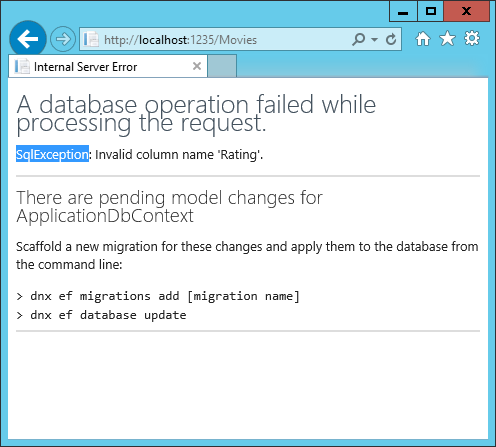 http://localhost:1235/Movies
Internal Server Error
A database operation failed while
processing the request.
SqlException: Invalid column name 'Rating'.
There are pending model changes for
ApplicationDbContext
Scaffold a new migration for these changes and apply them to the database from
the command line:
> dnx ef migrations add [migration name]
> dnx ef database update